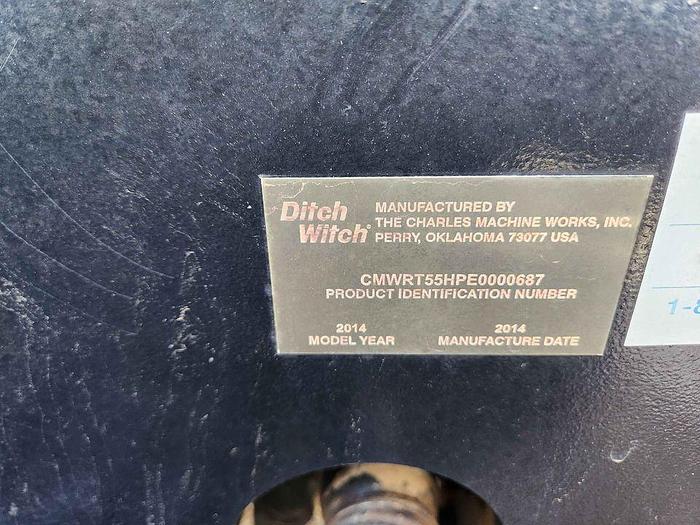 Ditch Witch®
MANUFACTURED BY
THE CHARLES MACHINE WORKS, INC.
PERRY, OKLAHOMA 73077 USA
CMWRT55HPE0000687
PRODUCT IDENTIFICATION NUMBER
2014
MODEL YEAR
2014
MANUFACTURE DATE